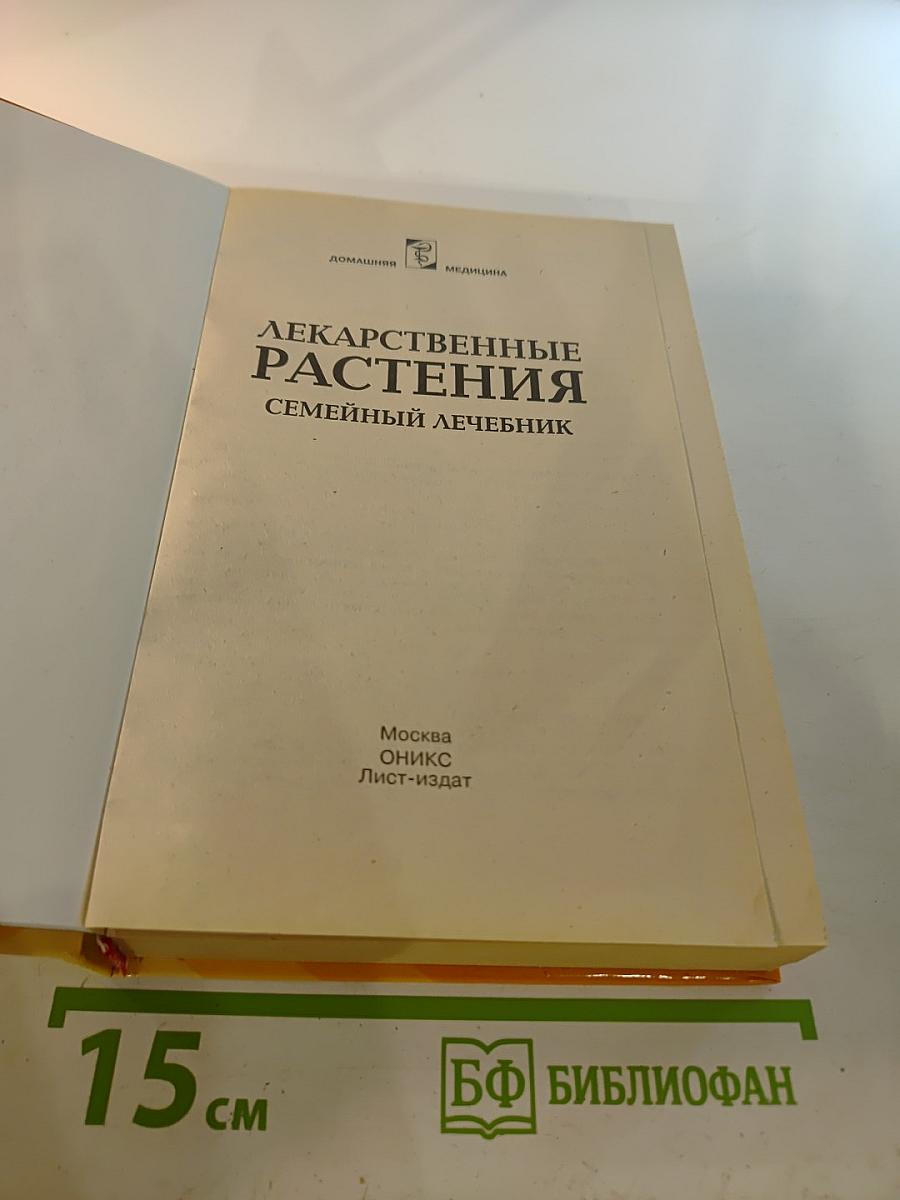 ДОМАШНЯЯ МЕДИЦИНА
ЛЕКАРСТВЕННЫЕ
РАСТЕНИЯ
СЕМЕЙНЫЙ ЛЕЧЕБНИК
Москва
ОНИКС
Лист-издат
15 см
БФ БИБЛИОФАН